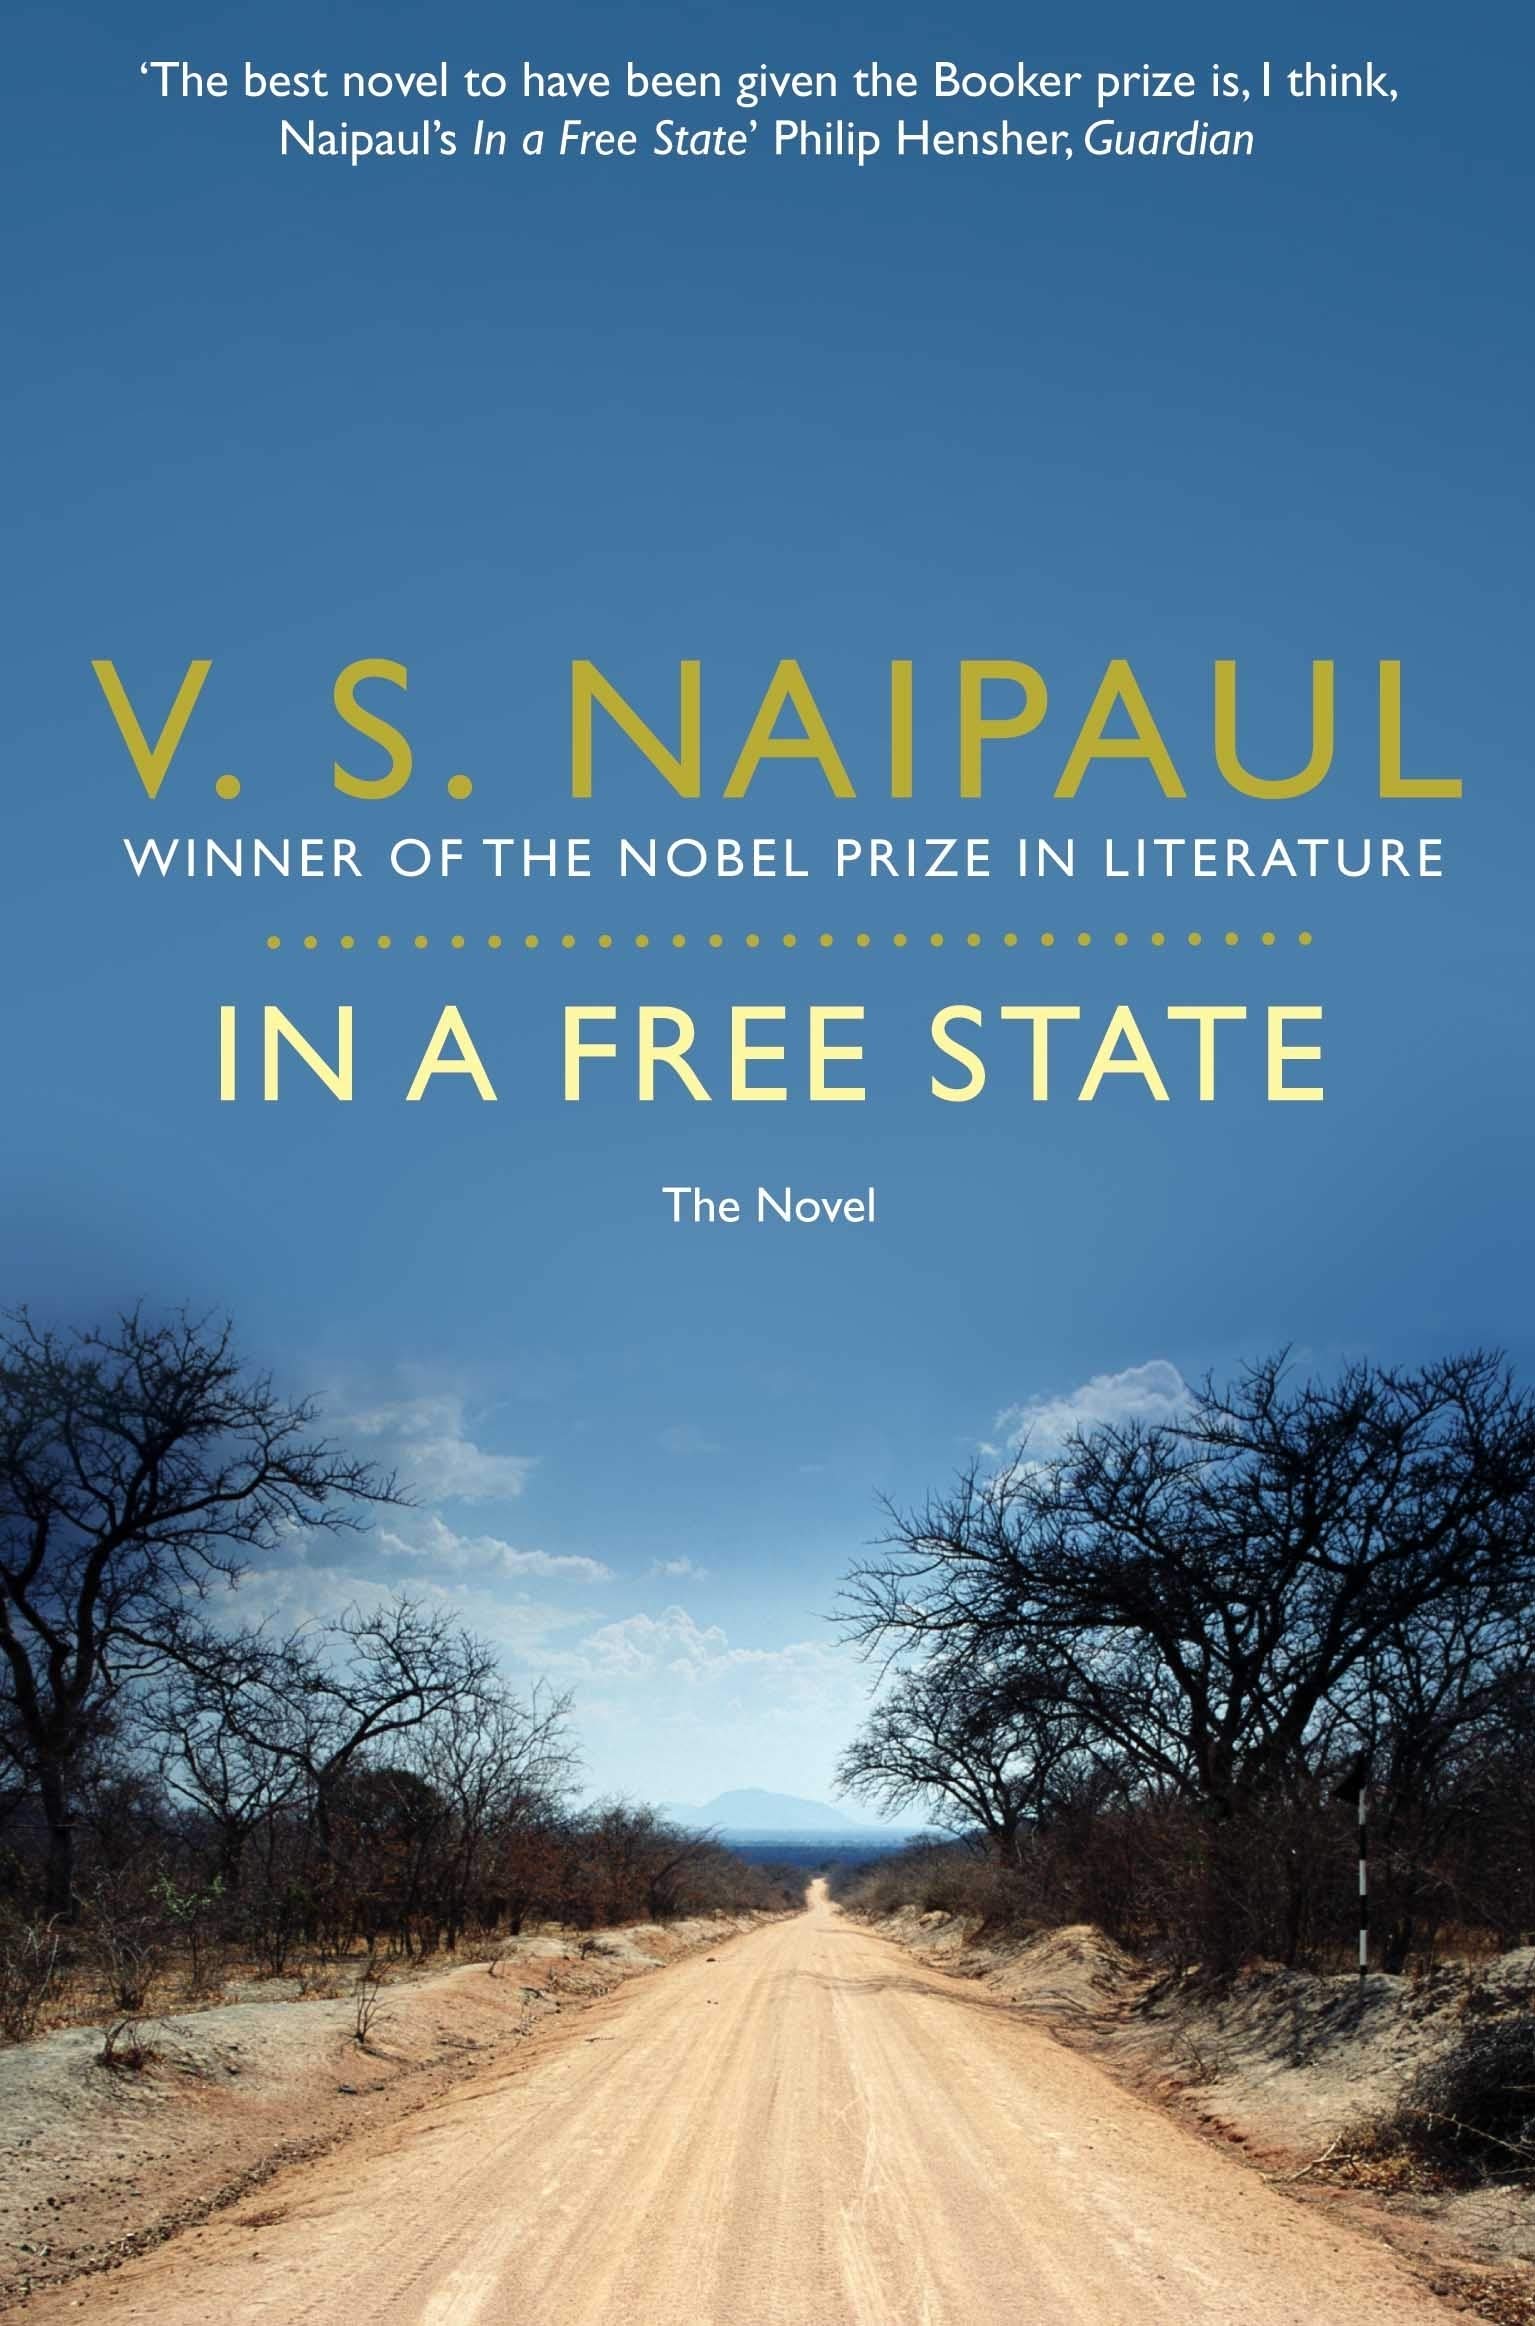 ‘The best novel to have been given the Booker prize is, I think,
Naipaul’s In a Free State’ Philip Hensher, Guardian
V. S. NAIPAUL
WINNER OF THE NOBEL PRIZE IN LITERATURE
IN A FREE STATE
The Novel